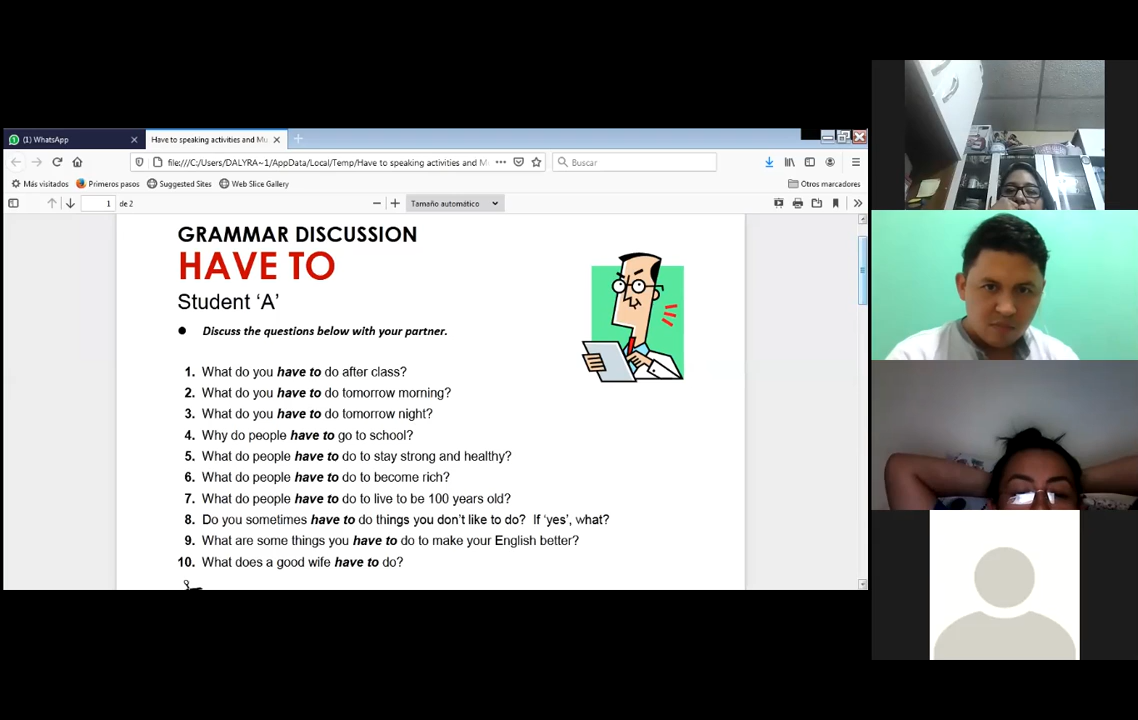 (1) WhatsApp
Have to speaking activities and Mu
file:///C:/Users/DALYRA~1/AppData/Local/Temp/Have to speaking activities and M
Buscar
Más visitados
Primeros pasos
Suggested Sites
Web Slice Gallery
Otros marcadores
1 de 2
Tamaño automático
GRAMMAR DISCUSSION
HAVE TO
Student ‘A’
● Discuss the questions below with your partner.
1. What do you have to do after class?
2. What do you have to do tomorrow morning?
3. What do you have to do tomorrow night?
4. Why do people have to go to school?
5. What do people have to do to stay strong and healthy?
6. What do people have to do to become rich?
7. What do people have to do to live to be 100 years old?
8. Do you sometimes have to do things you don’t like to do? If ‘yes’, what?
9. What are some things you have to do to make your English better?
10. What does a good wife have to do?